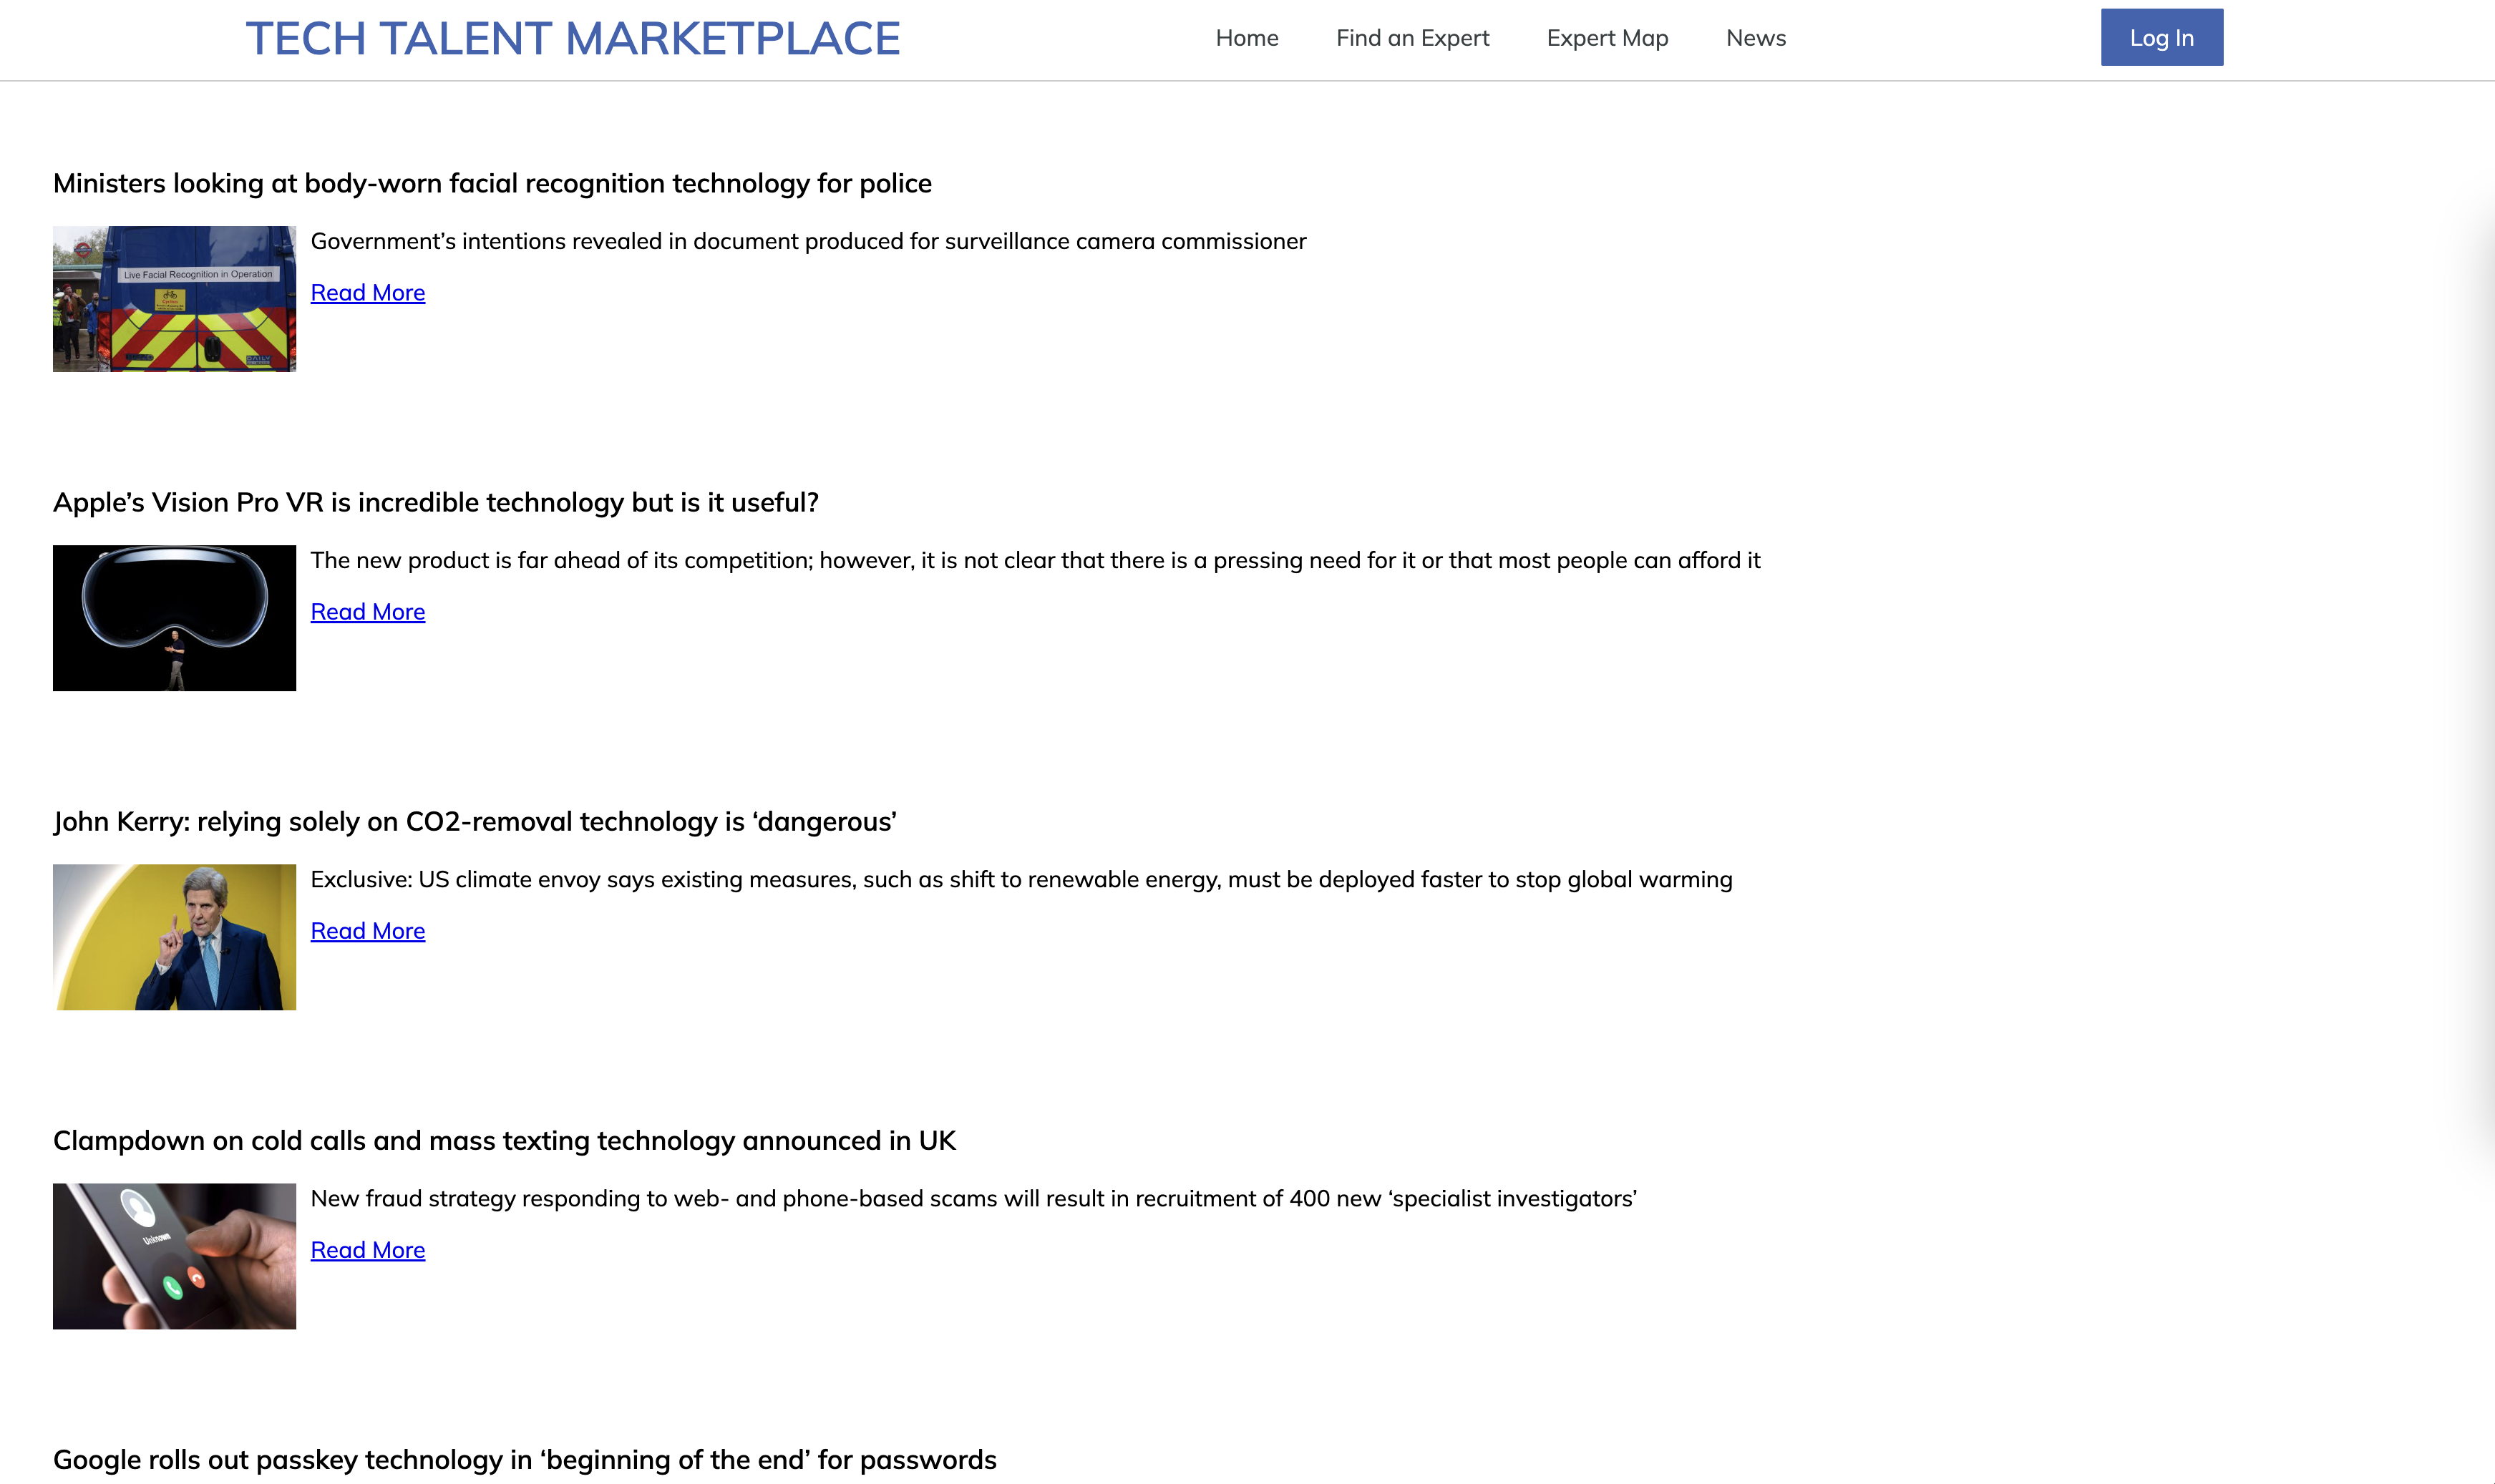 TECH TALENT MARKETPLACE
Home
Find an Expert
Expert Map
News
Log In
Ministers looking at body-worn facial recognition technology for police
Live Facial Recognition in Operation
Government’s intentions revealed in document produced for surveillance camera commissioner
Read More
Apple’s Vision Pro VR is incredible technology but is it useful?
The new product is far ahead of its competition; however, it is not clear that there is a pressing need for it or that most people can afford it
Read More
John Kerry: relying solely on CO2-removal technology is ‘dangerous’
Exclusive: US climate envoy says existing measures, such as shift to renewable energy, must be deployed faster to stop global warming
Read More
Clampdown on cold calls and mass texting technology announced in UK
Unknown
New fraud strategy responding to web- and phone-based scams will result in recruitment of 400 new ‘specialist investigators’
Read More
Google rolls out passkey technology in ‘beginning of the end’ for passwords